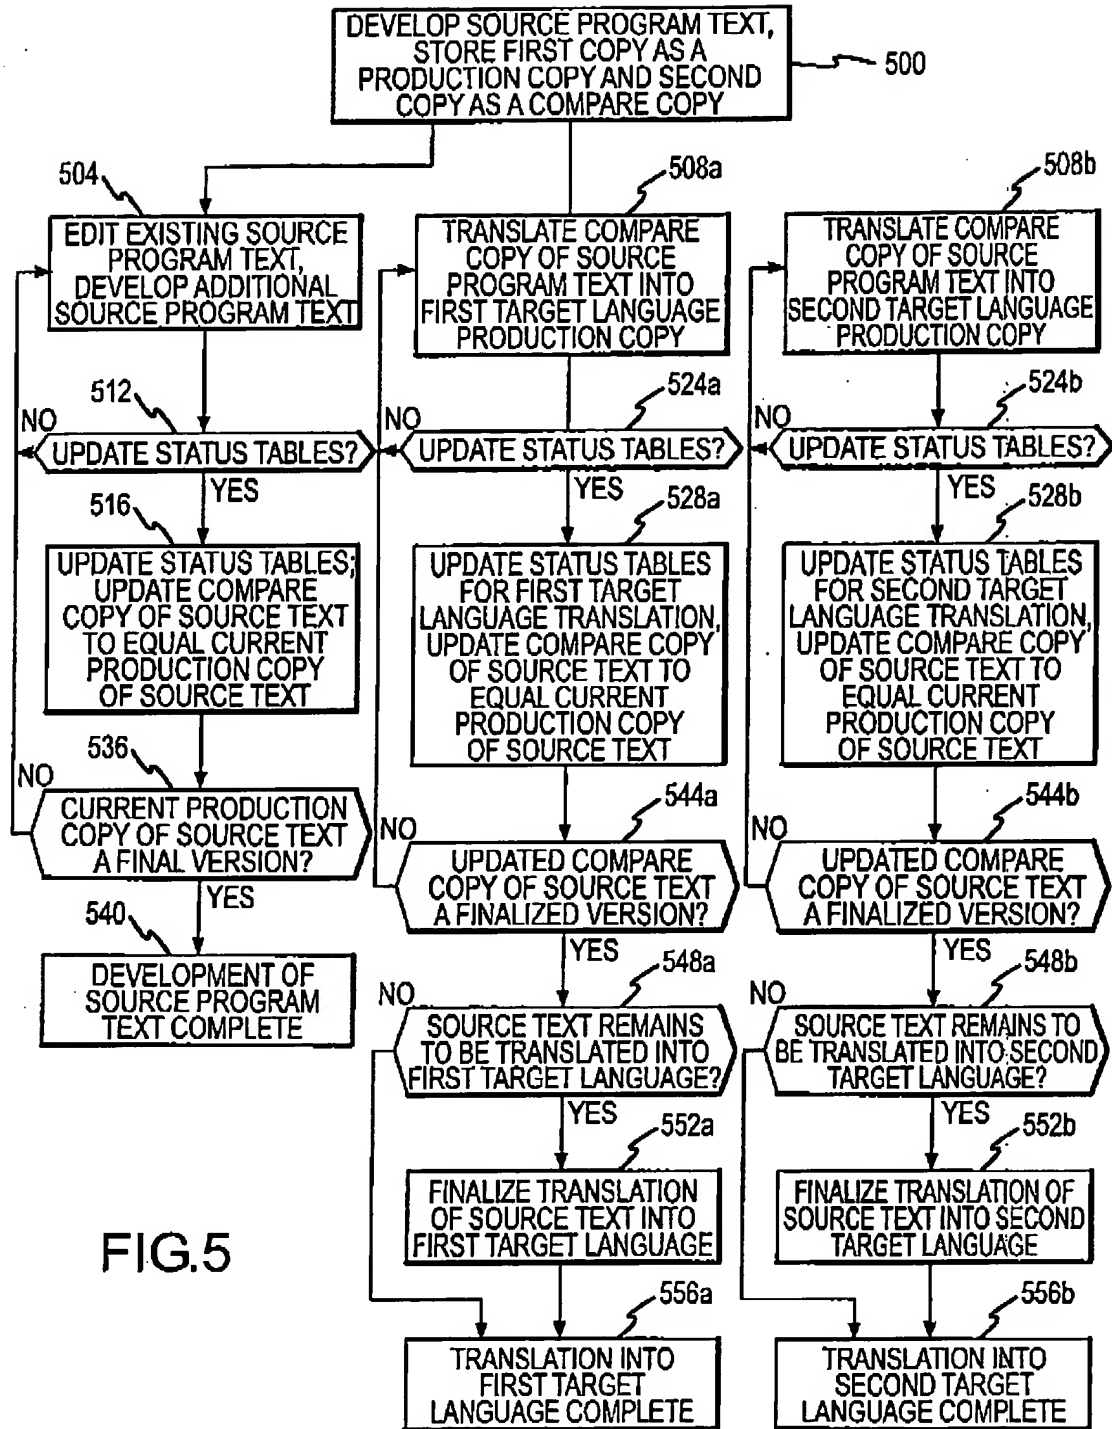 DEVELOP SOURCE PROGRAM TEXT,
STORE FIRST COPY AS A
PRODUCTION COPY AND SECOND
COPY AS A COMPARE COPY
500
504
EDIT EXISTING SOURCE
PROGRAM TEXT,
DEVELOP ADDITIONAL
SOURCE PROGRAM TEXT
508a
TRANSLATE COMPARE
COPY OF SOURCE
PROGRAM TEXT INTO
FIRST TARGET LANGUAGE
PRODUCTION COPY
508b
TRANSLATE COMPARE
COPY OF SOURCE
PROGRAM TEXT INTO
SECOND TARGET LANGUAGE
PRODUCTION COPY
512
NO
UPDATE STATUS TABLES?
YES
524a
NO
UPDATE STATUS TABLES?
YES
524b
NO
UPDATE STATUS TABLES?
YES
516
UPDATE STATUS TABLES;
UPDATE COMPARE
COPY OF SOURCE TEXT
TO EQUAL CURRENT
PRODUCTION COPY
OF SOURCE TEXT
528a
UPDATE STATUS TABLES
FOR FIRST TARGET
LANGUAGE TRANSLATION,
UPDATE COMPARE COPY
OF SOURCE TEXT TO
EQUAL CURRENT
PRODUCTION COPY
OF SOURCE TEXT
528b
UPDATE STATUS TABLES
FOR SECOND TARGET
LANGUAGE TRANSLATION,
UPDATE COMPARE COPY
OF SOURCE TEXT TO
EQUAL CURRENT
PRODUCTION COPY
OF SOURCE TEXT
536
NO
CURRENT PRODUCTION
COPY OF SOURCE TEXT
A FINAL VERSION?
YES
544a
NO
UPDATED COMPARE
COPY OF SOURCE TEXT
A FINALIZED VERSION?
YES
544b
NO
UPDATED COMPARE
COPY OF SOURCE TEXT
A FINALIZED VERSION?
YES
540
DEVELOPMENT OF
SOURCE PROGRAM
TEXT COMPLETE
548a
NO
SOURCE TEXT REMAINS
TO BE TRANSLATED INTO
FIRST TARGET LANGUAGE?
YES
548b
NO
SOURCE TEXT REMAINS TO
BE TRANSLATED INTO SECOND
TARGET LANGUAGE?
YES
552a
FINALIZE TRANSLATION
OF SOURCE TEXT INTO
FIRST TARGET LANGUAGE
552b
FINALIZE TRANSLATION OF
SOURCE TEXT INTO SECOND
TARGET LANGUAGE
FIG.5
556a
TRANSLATION INTO
FIRST TARGET
LANGUAGE COMPLETE
556b
TRANSLATION INTO
SECOND TARGET
LANGUAGE COMPLETE